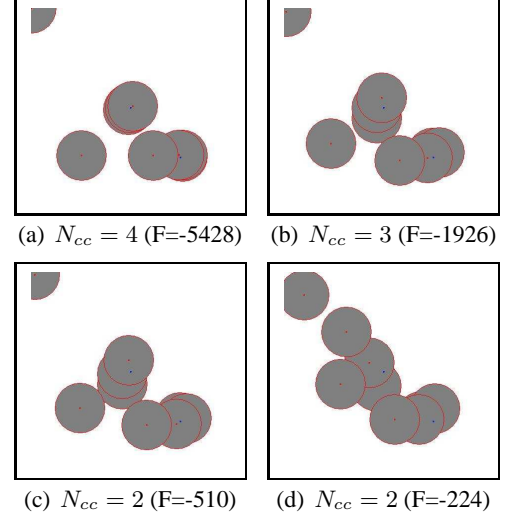 (a) N_cc = 4 (F=-5428)
(b) N_cc = 3 (F=-1926)
(c) N_cc = 2 (F=-510)
(d) N_cc = 2 (F=-224)